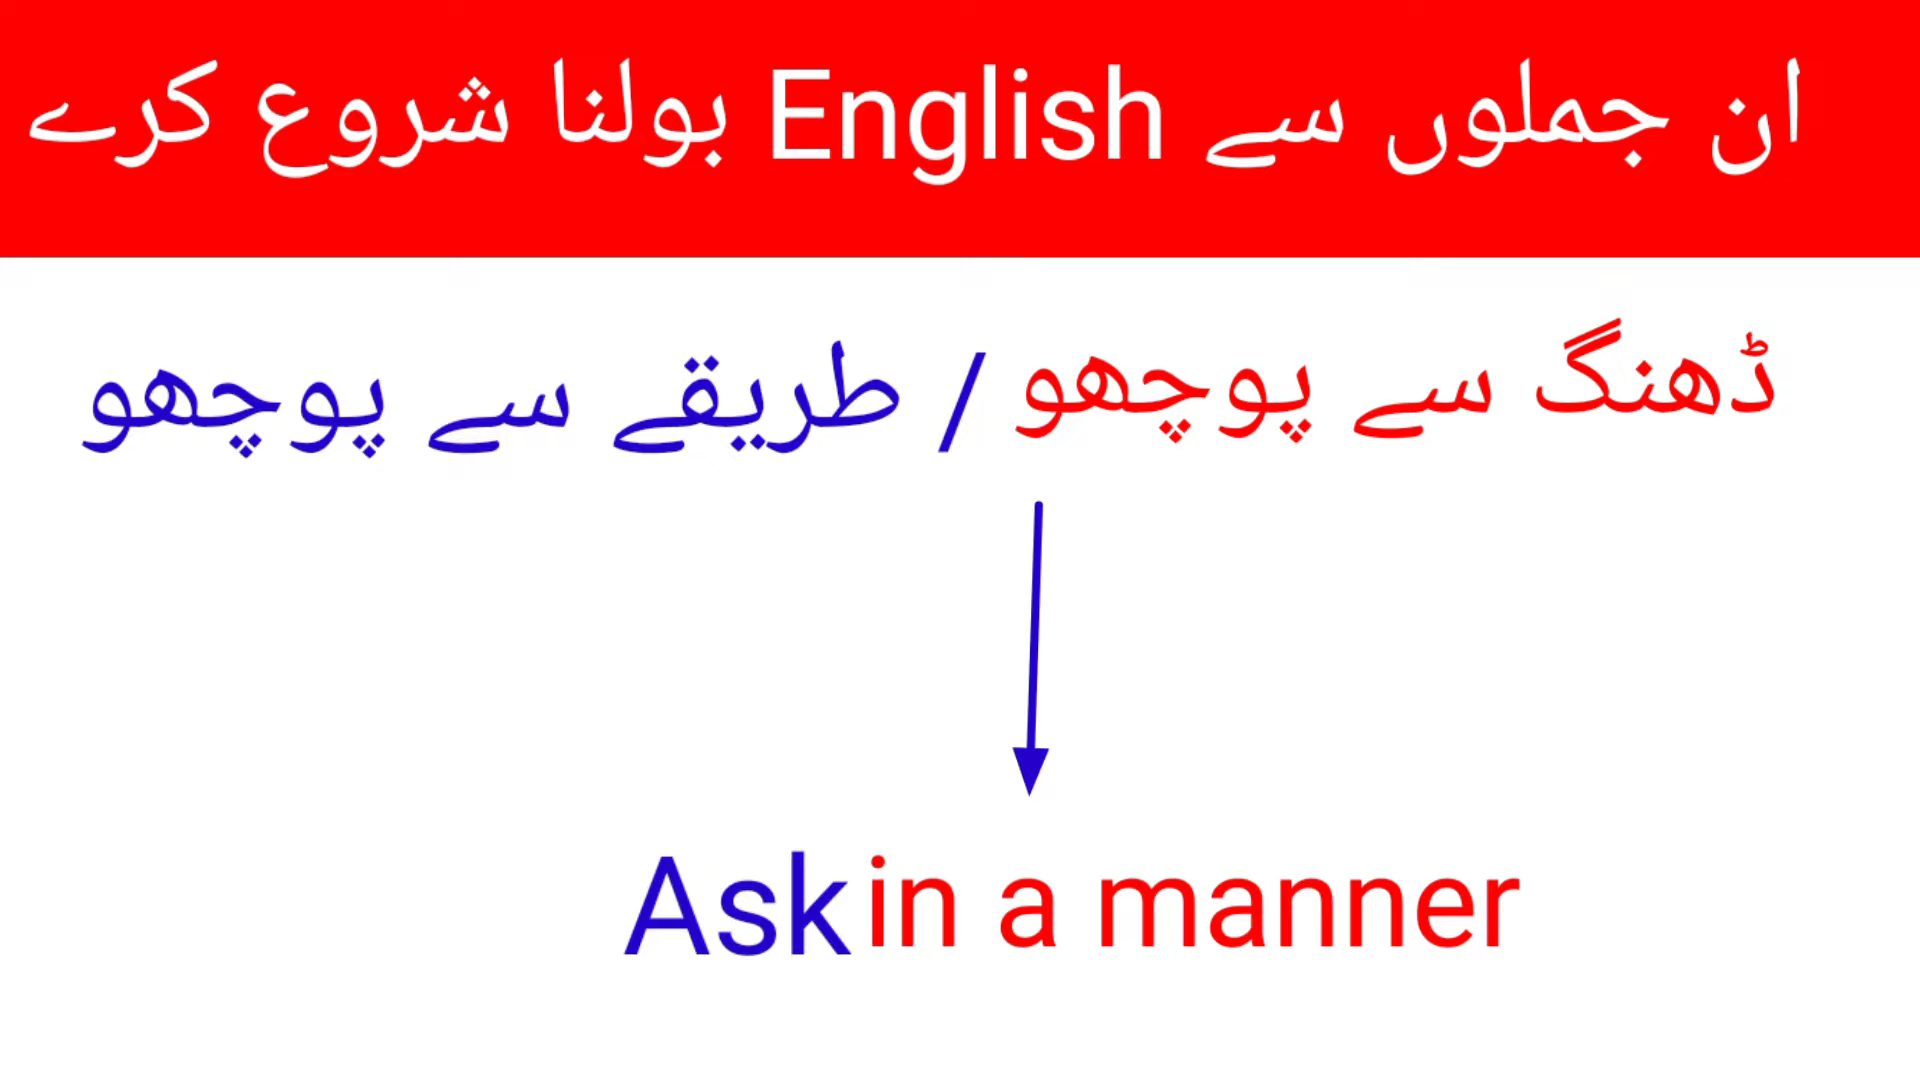 ان جملوں سے English بولنا شروع کرے
ڈھنگ سے پوچھو / طریقے سے پوچھو
Ask in a manner